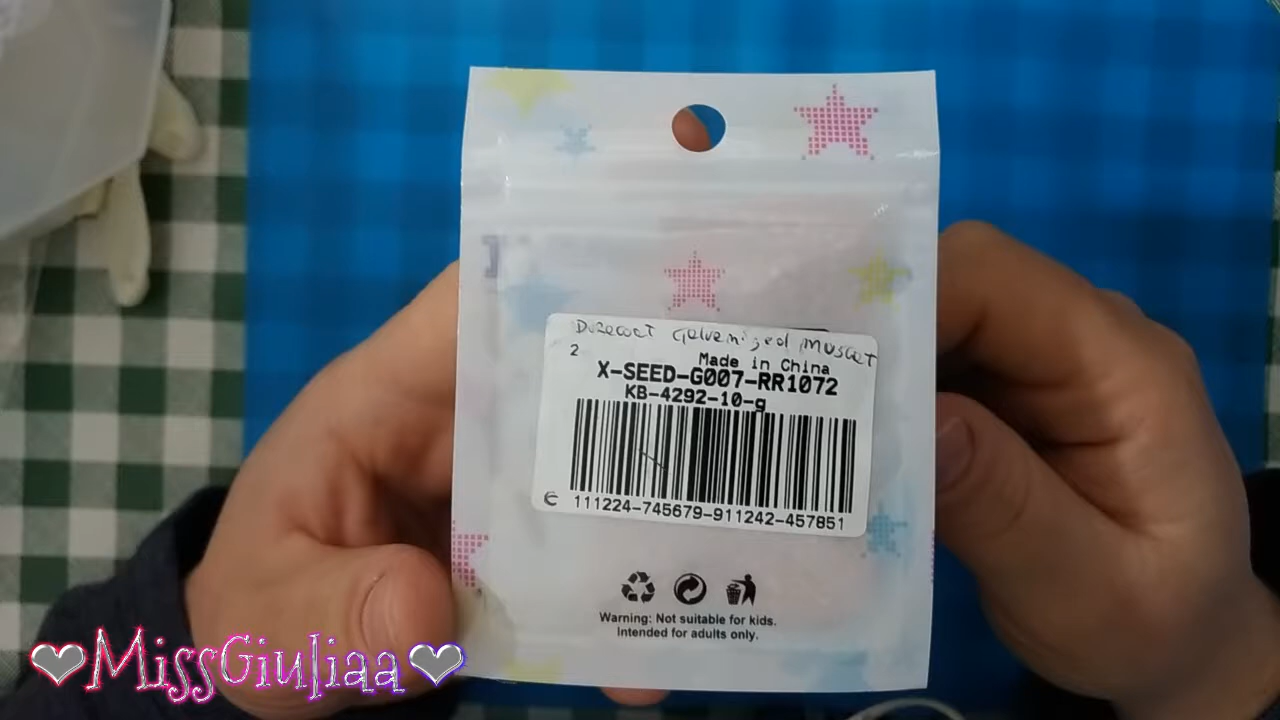 Duracoat Galvanized Muscat
2
Made in China
X-SEED-G007-RR1072
KB-4292-10-g
€ 111224-745679-911242-457851
Warning: Not suitable for kids.
Intended for adults only.
MissGiuliaa